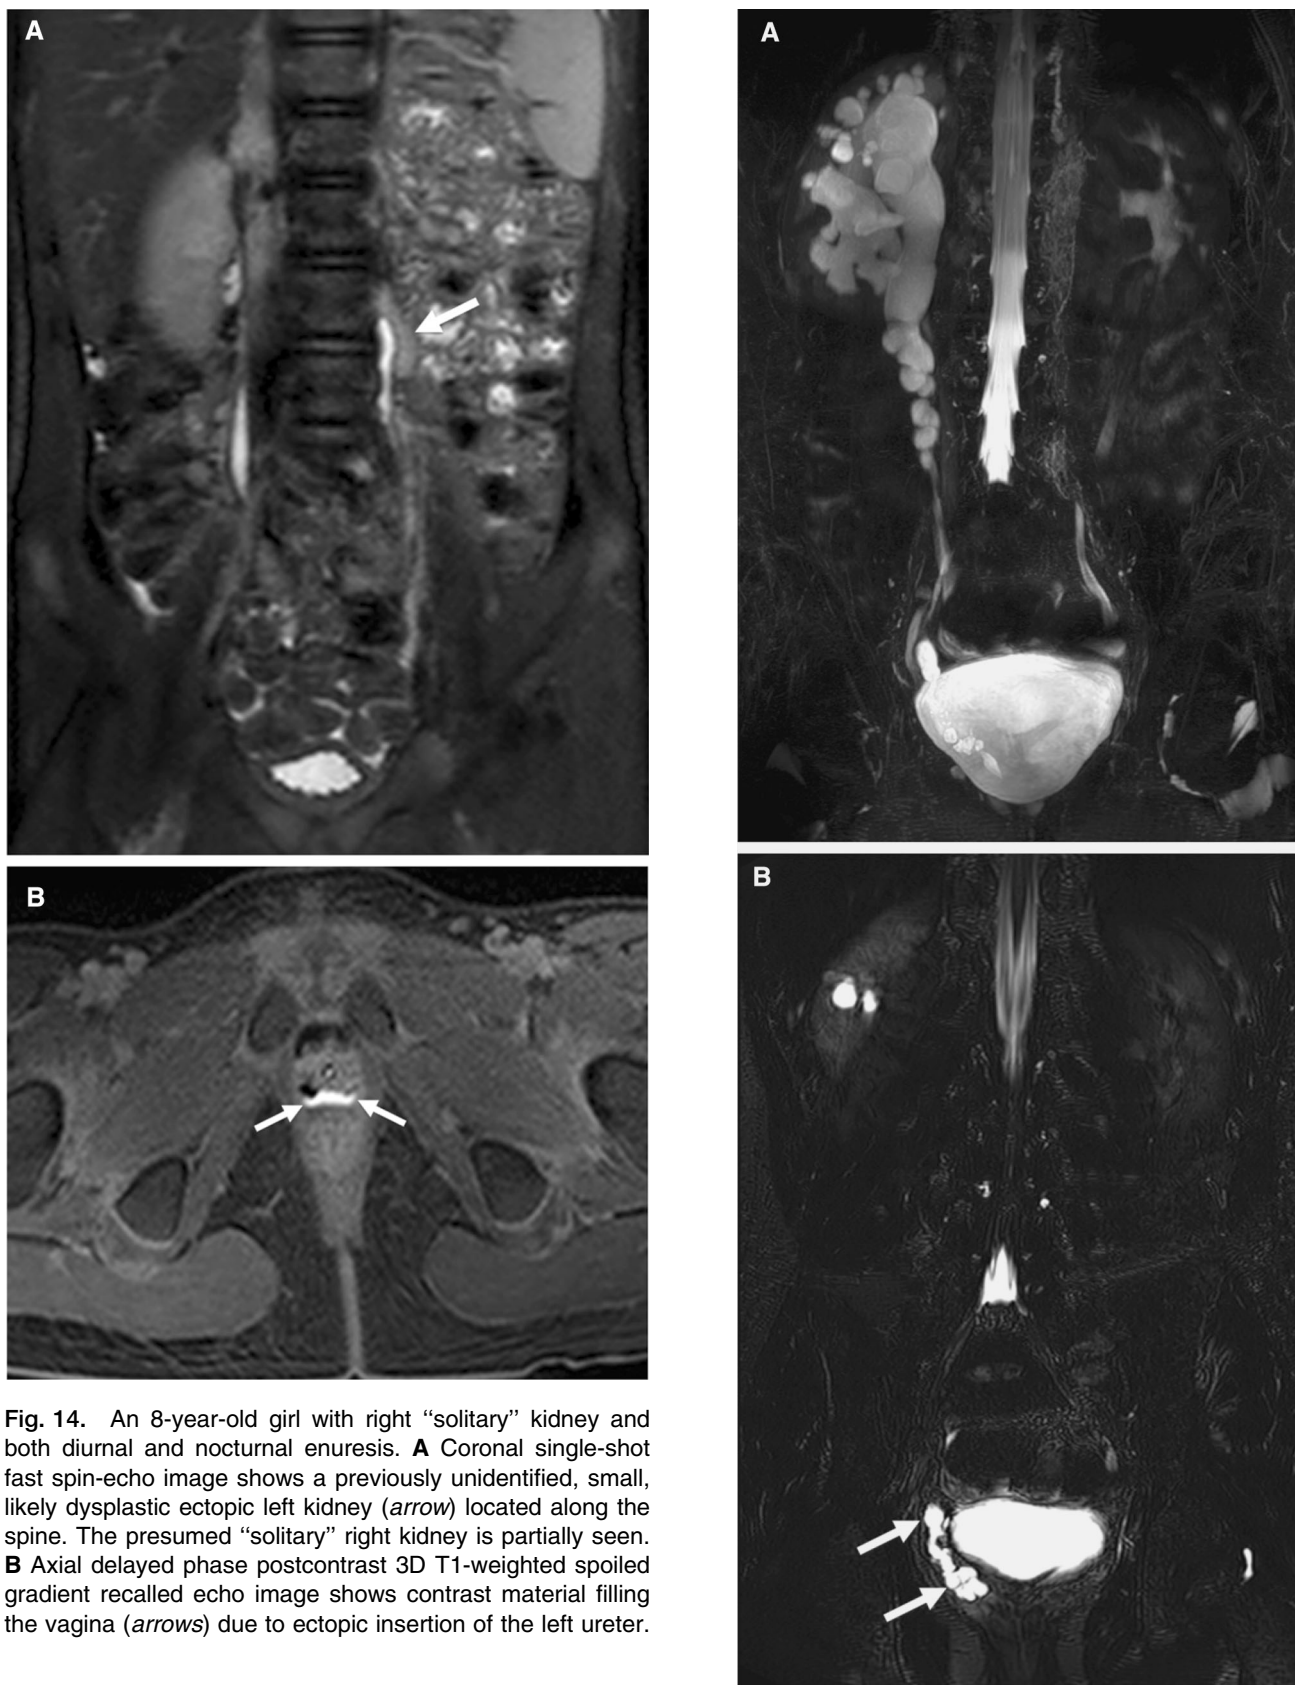 A
B
Fig. 14. An 8-year-old girl with right “solitary” kidney and
both diurnal and nocturnal enuresis. A Coronal single-shot
fast spin-echo image shows a previously unidentified, small,
likely dysplastic ectopic left kidney (arrow) located along the
spine. The presumed “solitary” right kidney is partially seen.
B Axial delayed phase postcontrast 3D T1-weighted spoiled
gradient recalled echo image shows contrast material filling
the vagina (arrows) due to ectopic insertion of the left ureter.
A
B